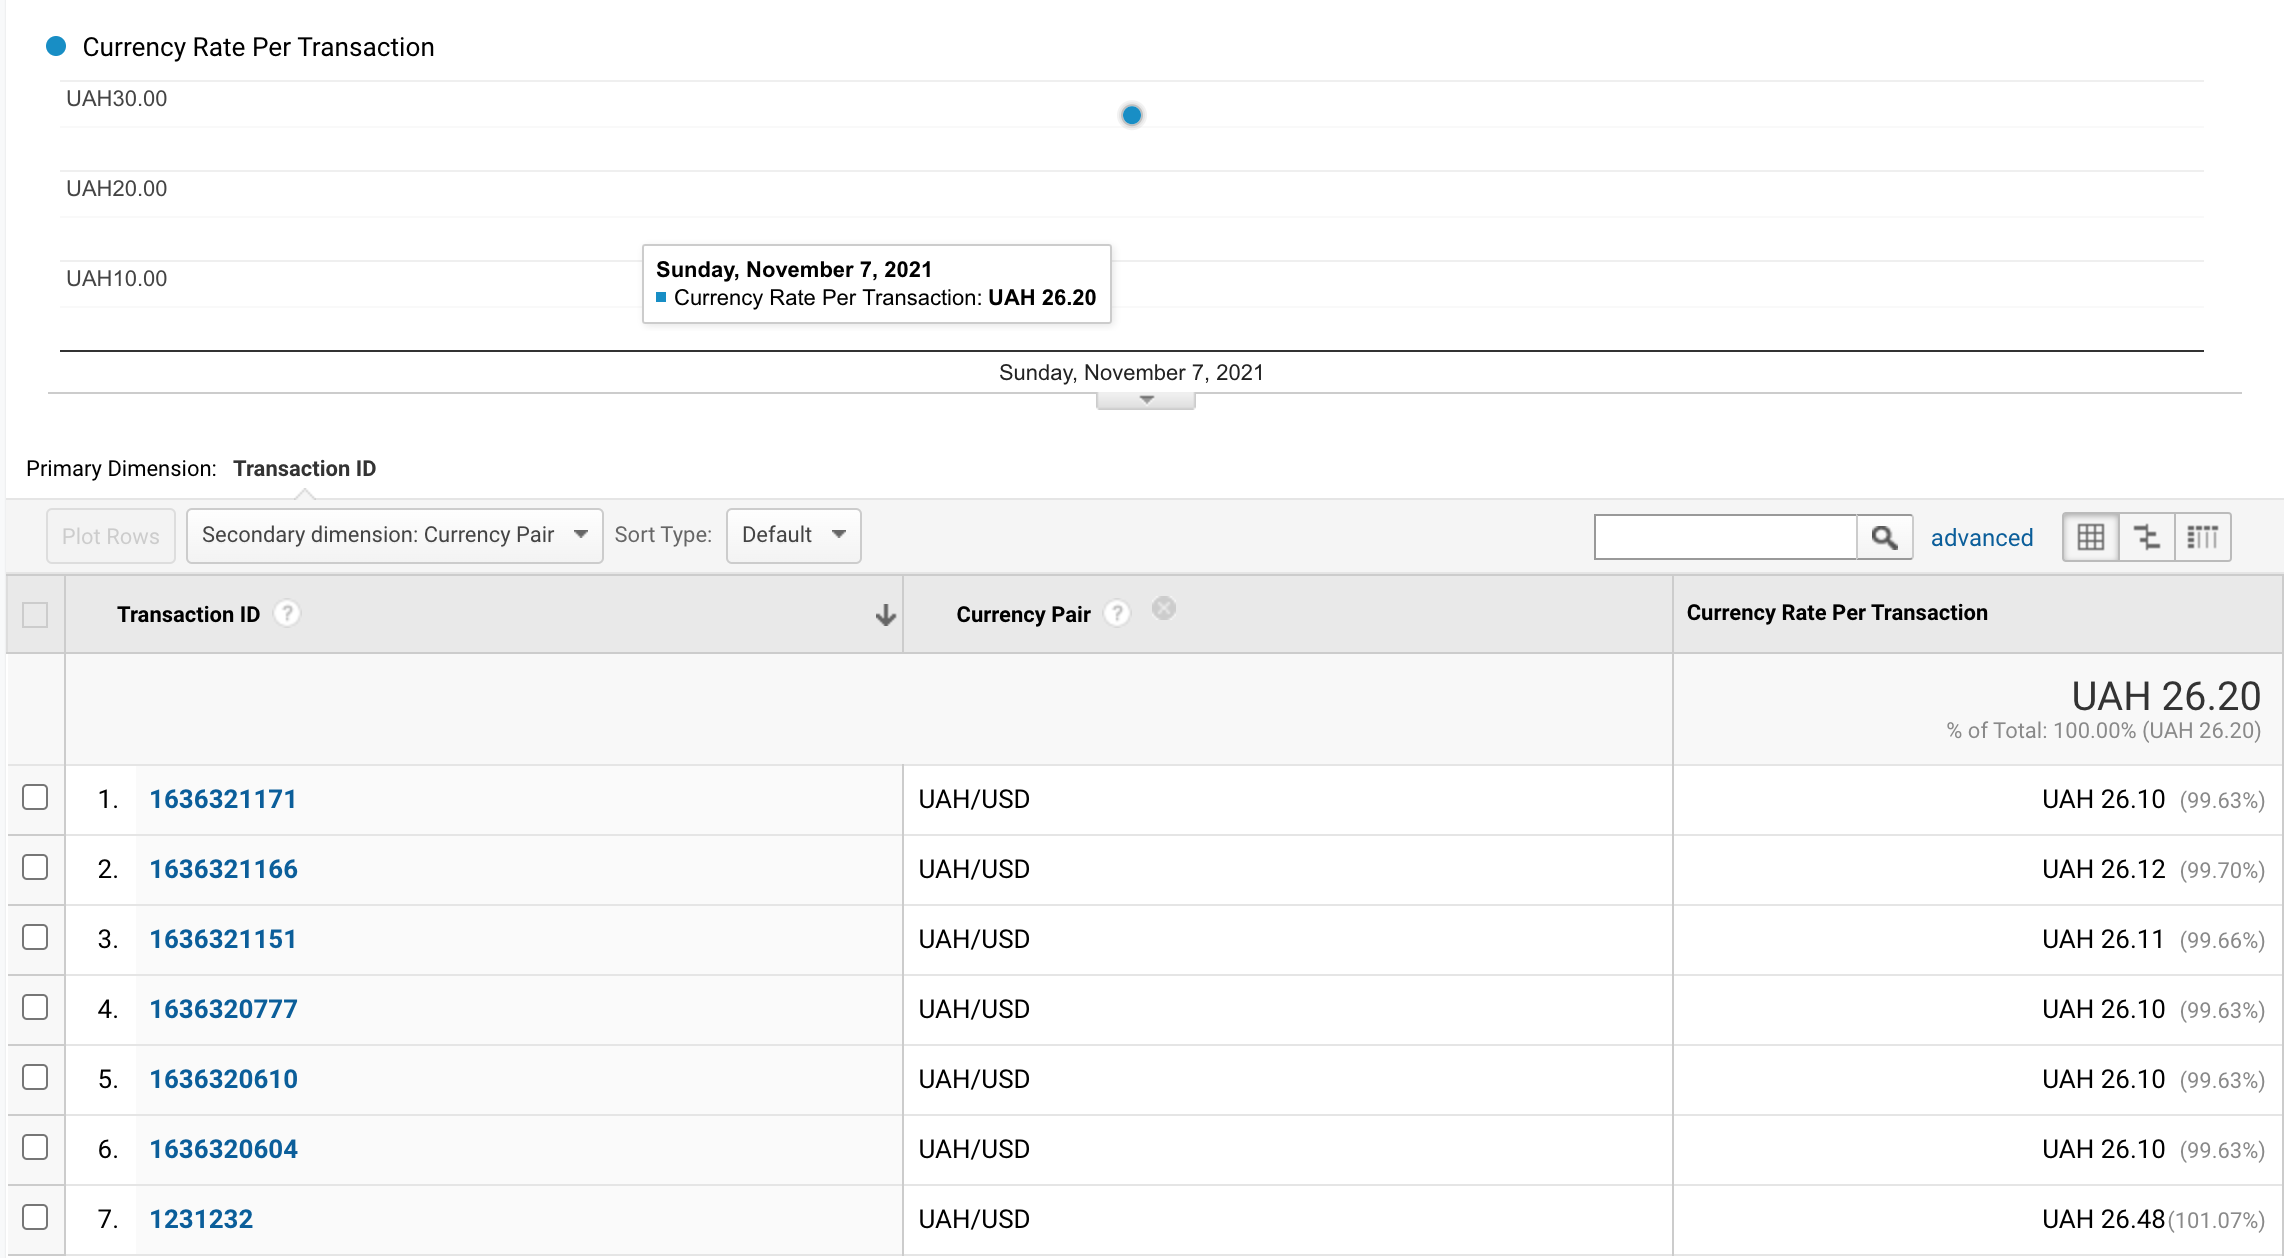 Currency Rate Per Transaction
UAH30.00
UAH20.00
UAH10.00
Sunday, November 7, 2021
Currency Rate Per Transaction: UAH 26.20
Sunday, November 7, 2021
Primary Dimension: Transaction ID
Plot Rows Secondary dimension: Currency Pair Sort Type: Default advanced
Transaction ID ? Currency Pair ? Currency Rate Per Transaction
UAH 26.20
% of Total: 100.00% (UAH 26.20)
1. 1636321171 UAH/USD UAH 26.10 (99.63%)
2. 1636321166 UAH/USD UAH 26.12 (99.70%)
3. 1636321151 UAH/USD UAH 26.11 (99.66%)
4. 1636320777 UAH/USD UAH 26.10 (99.63%)
5. 1636320610 UAH/USD UAH 26.10 (99.63%)
6. 1636320604 UAH/USD UAH 26.10 (99.63%)
7. 1231232 UAH/USD UAH 26.48(101.07%)